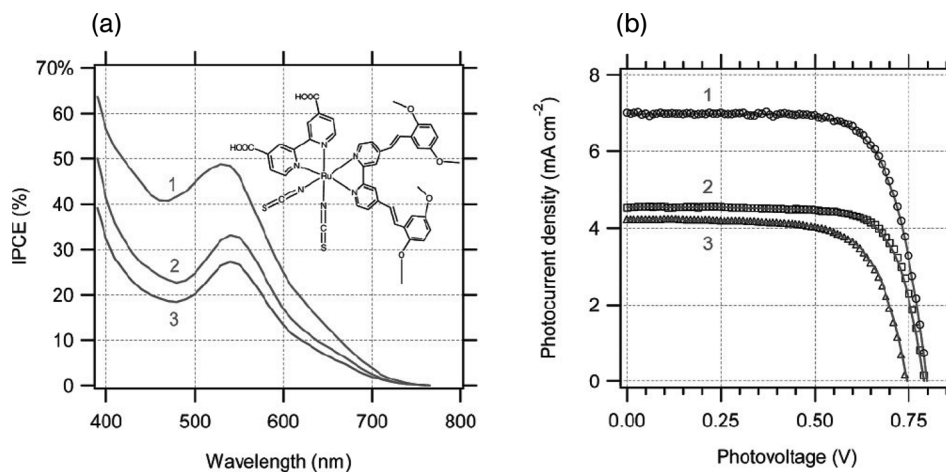 (a)
70%
60
50
40
30
20
10
0
IPCE (%)
400
500
600
700
800
Wavelength (nm)
1
2
3
HOOC
HOOC
N
N
N
N
Ru
N
C
S
N
C
S
O
O
O
O
(b)
8
6
4
2
0
Photocurrent density (mA cm⁻²)
0.00
0.25
0.50
0.75
Photovoltage (V)
1
2
3